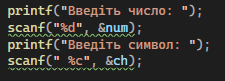 printf("Введіть число: ");
scanf("%d", &num);
printf("Введіть символ: ");
scanf(" %c", &ch);